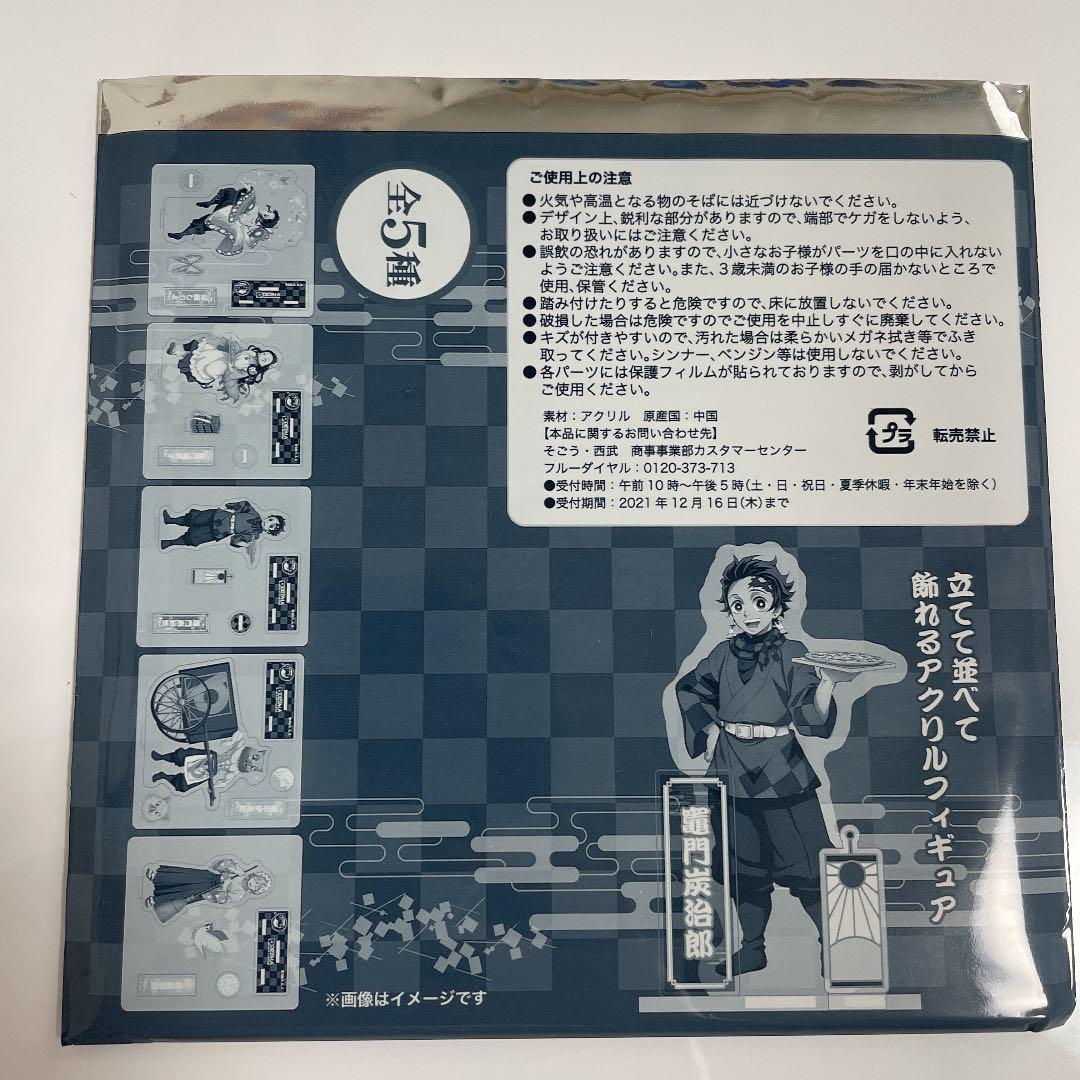 全5種
ご使用上の注意
●火気や高温となる物のそばには近づけないでください。
●デザイン上、鋭利な部分がありますので、端部でケガをしないよう、
お取り扱いにはご注意ください。
●誤飲の恐れがありますので、小さなお子様がパーツを口の中に入れない
ようご注意ください。また、3歳未満のお子様の手の届かないところで
使用、保管ください。
●踏み付けたりすると危険ですので、床に放置しないでください。
●破損した場合は危険ですのでご使用を中止しすぐに廃棄してください。
●キズが付きやすいので、汚れた場合は柔らかいメガネ拭き等でふき
取ってください。シンナー、ベンジン等は使用しないでください。
●各パーツには保護フィルムが貼られておりますので、剥がしてから
ご使用ください。
素材：アクリル 原産国：中国
【本品に関するお問い合わせ先】
そごう・西武 商事事業部カスタマーセンター
フルーダイヤル：0120-373-713
●受付時間：午前10時～午後5時（土・日・祝日・夏季休暇・年末年始を除く）
●受付期間：2021年12月16日(木)まで
プラ
転売禁止
立てて並べて
飾れるアクリルフィギュア
竈門炭治郎
※画像はイメージです